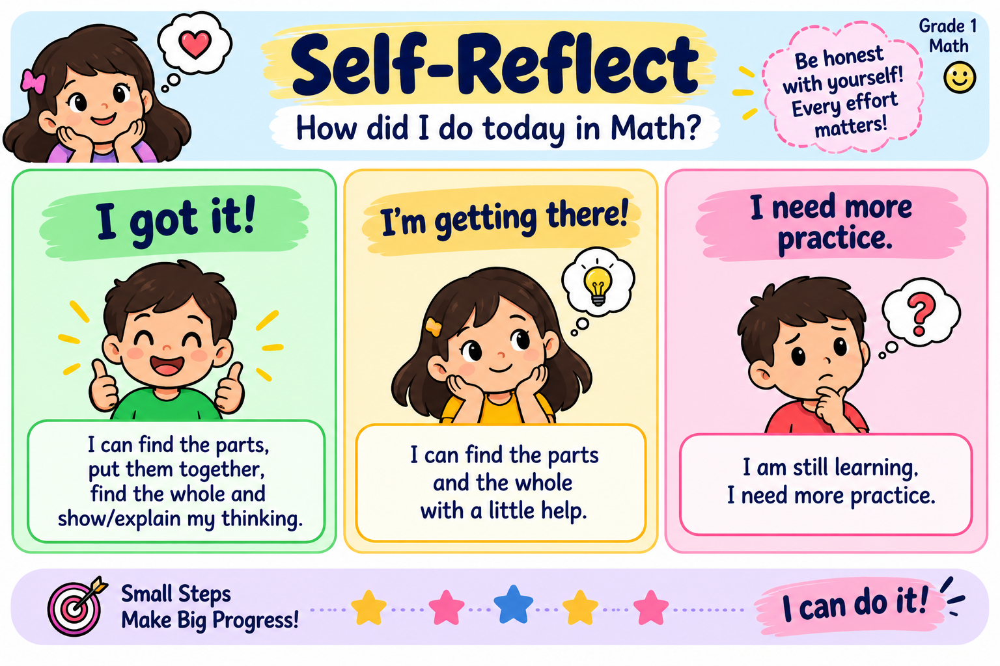 Self-Reflect
How did I do today in Math?
Be honest
with yourself!
Every effort
matters!
Grade 1
Math
I got it!
I can find the parts,
put them together,
find the whole and
show/explain my thinking.
I'm getting there!
I can find the parts
and the whole
with a little help.
I need more
practice.
?
I am still learning,
I need more practice.
Small Steps
Make Big Progress!
I can do it!